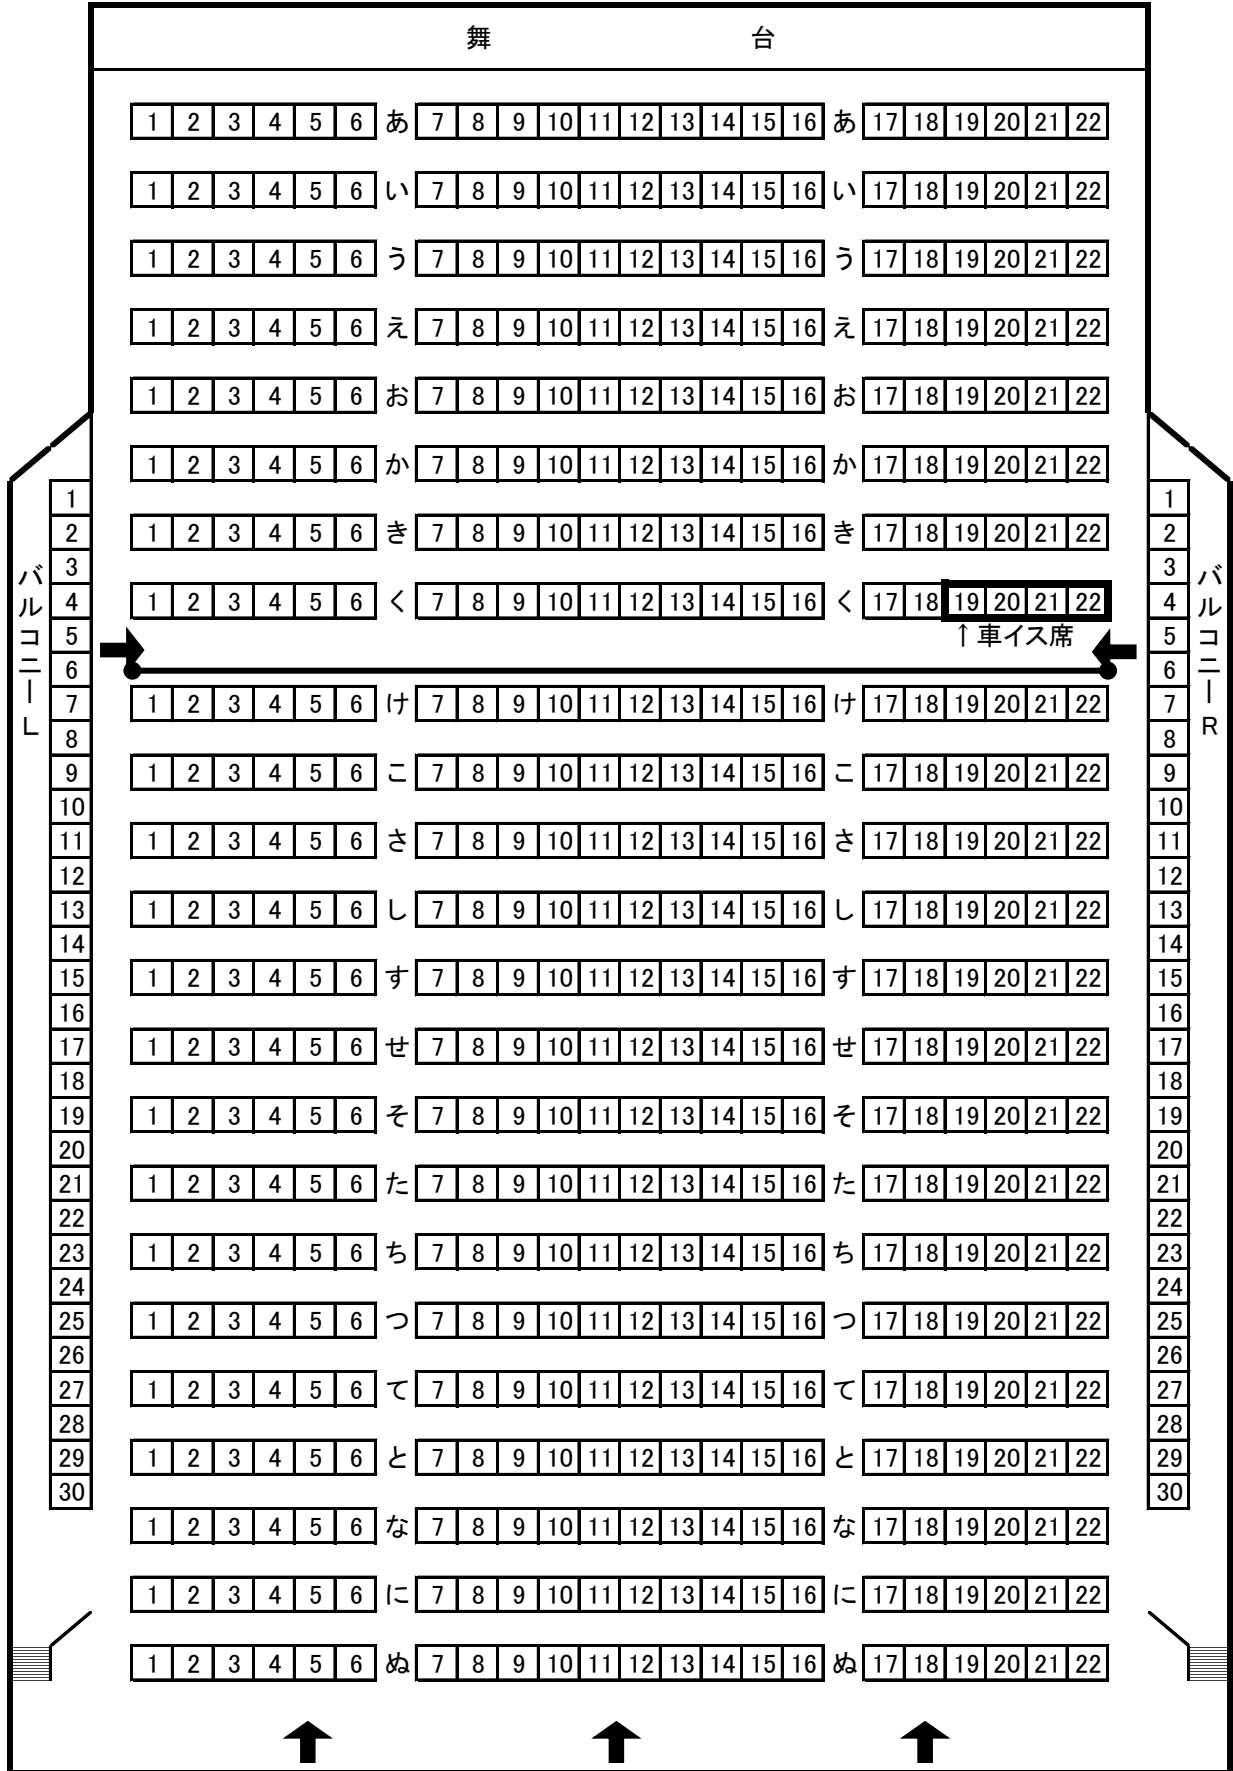 舞台
1 2 3 4 5 6 あ 7 8 9 10 11 12 13 14 15 16 あ 17 18 19 20 21 22
1 2 3 4 5 6 い 7 8 9 10 11 12 13 14 15 16 い 17 18 19 20 21 22
1 2 3 4 5 6 う 7 8 9 10 11 12 13 14 15 16 う 17 18 19 20 21 22
1 2 3 4 5 6 え 7 8 9 10 11 12 13 14 15 16 え 17 18 19 20 21 22
1 2 3 4 5 6 お 7 8 9 10 11 12 13 14 15 16 お 17 18 19 20 21 22
1 2 3 4 5 6 か 7 8 9 10 11 12 13 14 15 16 か 17 18 19 20 21 22
1 2 3 4 5 6 き 7 8 9 10 11 12 13 14 15 16 き 17 18 19 20 21 22
1 2 3 4 5 6 く 7 8 9 10 11 12 13 14 15 16 く 17 18 19 20 21 22
↑車イス席
1 2 3 4 5 6 け 7 8 9 10 11 12 13 14 15 16 け 17 18 19 20 21 22
1 2 3 4 5 6 こ 7 8 9 10 11 12 13 14 15 16 こ 17 18 19 20 21 22
1 2 3 4 5 6 さ 7 8 9 10 11 12 13 14 15 16 さ 17 18 19 20 21 22
1 2 3 4 5 6 し 7 8 9 10 11 12 13 14 15 16 し 17 18 19 20 21 22
1 2 3 4 5 6 す 7 8 9 10 11 12 13 14 15 16 す 17 18 19 20 21 22
1 2 3 4 5 6 せ 7 8 9 10 11 12 13 14 15 16 せ 17 18 19 20 21 22
1 2 3 4 5 6 そ 7 8 9 10 11 12 13 14 15 16 そ 17 18 19 20 21 22
1 2 3 4 5 6 た 7 8 9 10 11 12 13 14 15 16 た 17 18 19 20 21 22
1 2 3 4 5 6 ち 7 8 9 10 11 12 13 14 15 16 ち 17 18 19 20 21 22
1 2 3 4 5 6 つ 7 8 9 10 11 12 13 14 15 16 つ 17 18 19 20 21 22
1 2 3 4 5 6 て 7 8 9 10 11 12 13 14 15 16 て 17 18 19 20 21 22
1 2 3 4 5 6 と 7 8 9 10 11 12 13 14 15 16 と 17 18 19 20 21 22
1 2 3 4 5 6 な 7 8 9 10 11 12 13 14 15 16 な 17 18 19 20 21 22
1 2 3 4 5 6 に 7 8 9 10 11 12 13 14 15 16 に 17 18 19 20 21 22
1 2 3 4 5 6 ぬ 7 8 9 10 11 12 13 14 15 16 ぬ 17 18 19 20 21 22
バルコニーL
1 2 3 4 5 6 7 8 9 10 11 12 13 14 15 16 17 18 19 20 21 22 23 24 25 26 27 28 29 30
バルコニーR
1 2 3 4 5 6 7 8 9 10 11 12 13 14 15 16 17 18 19 20 21 22 23 24 25 26 27 28 29 30